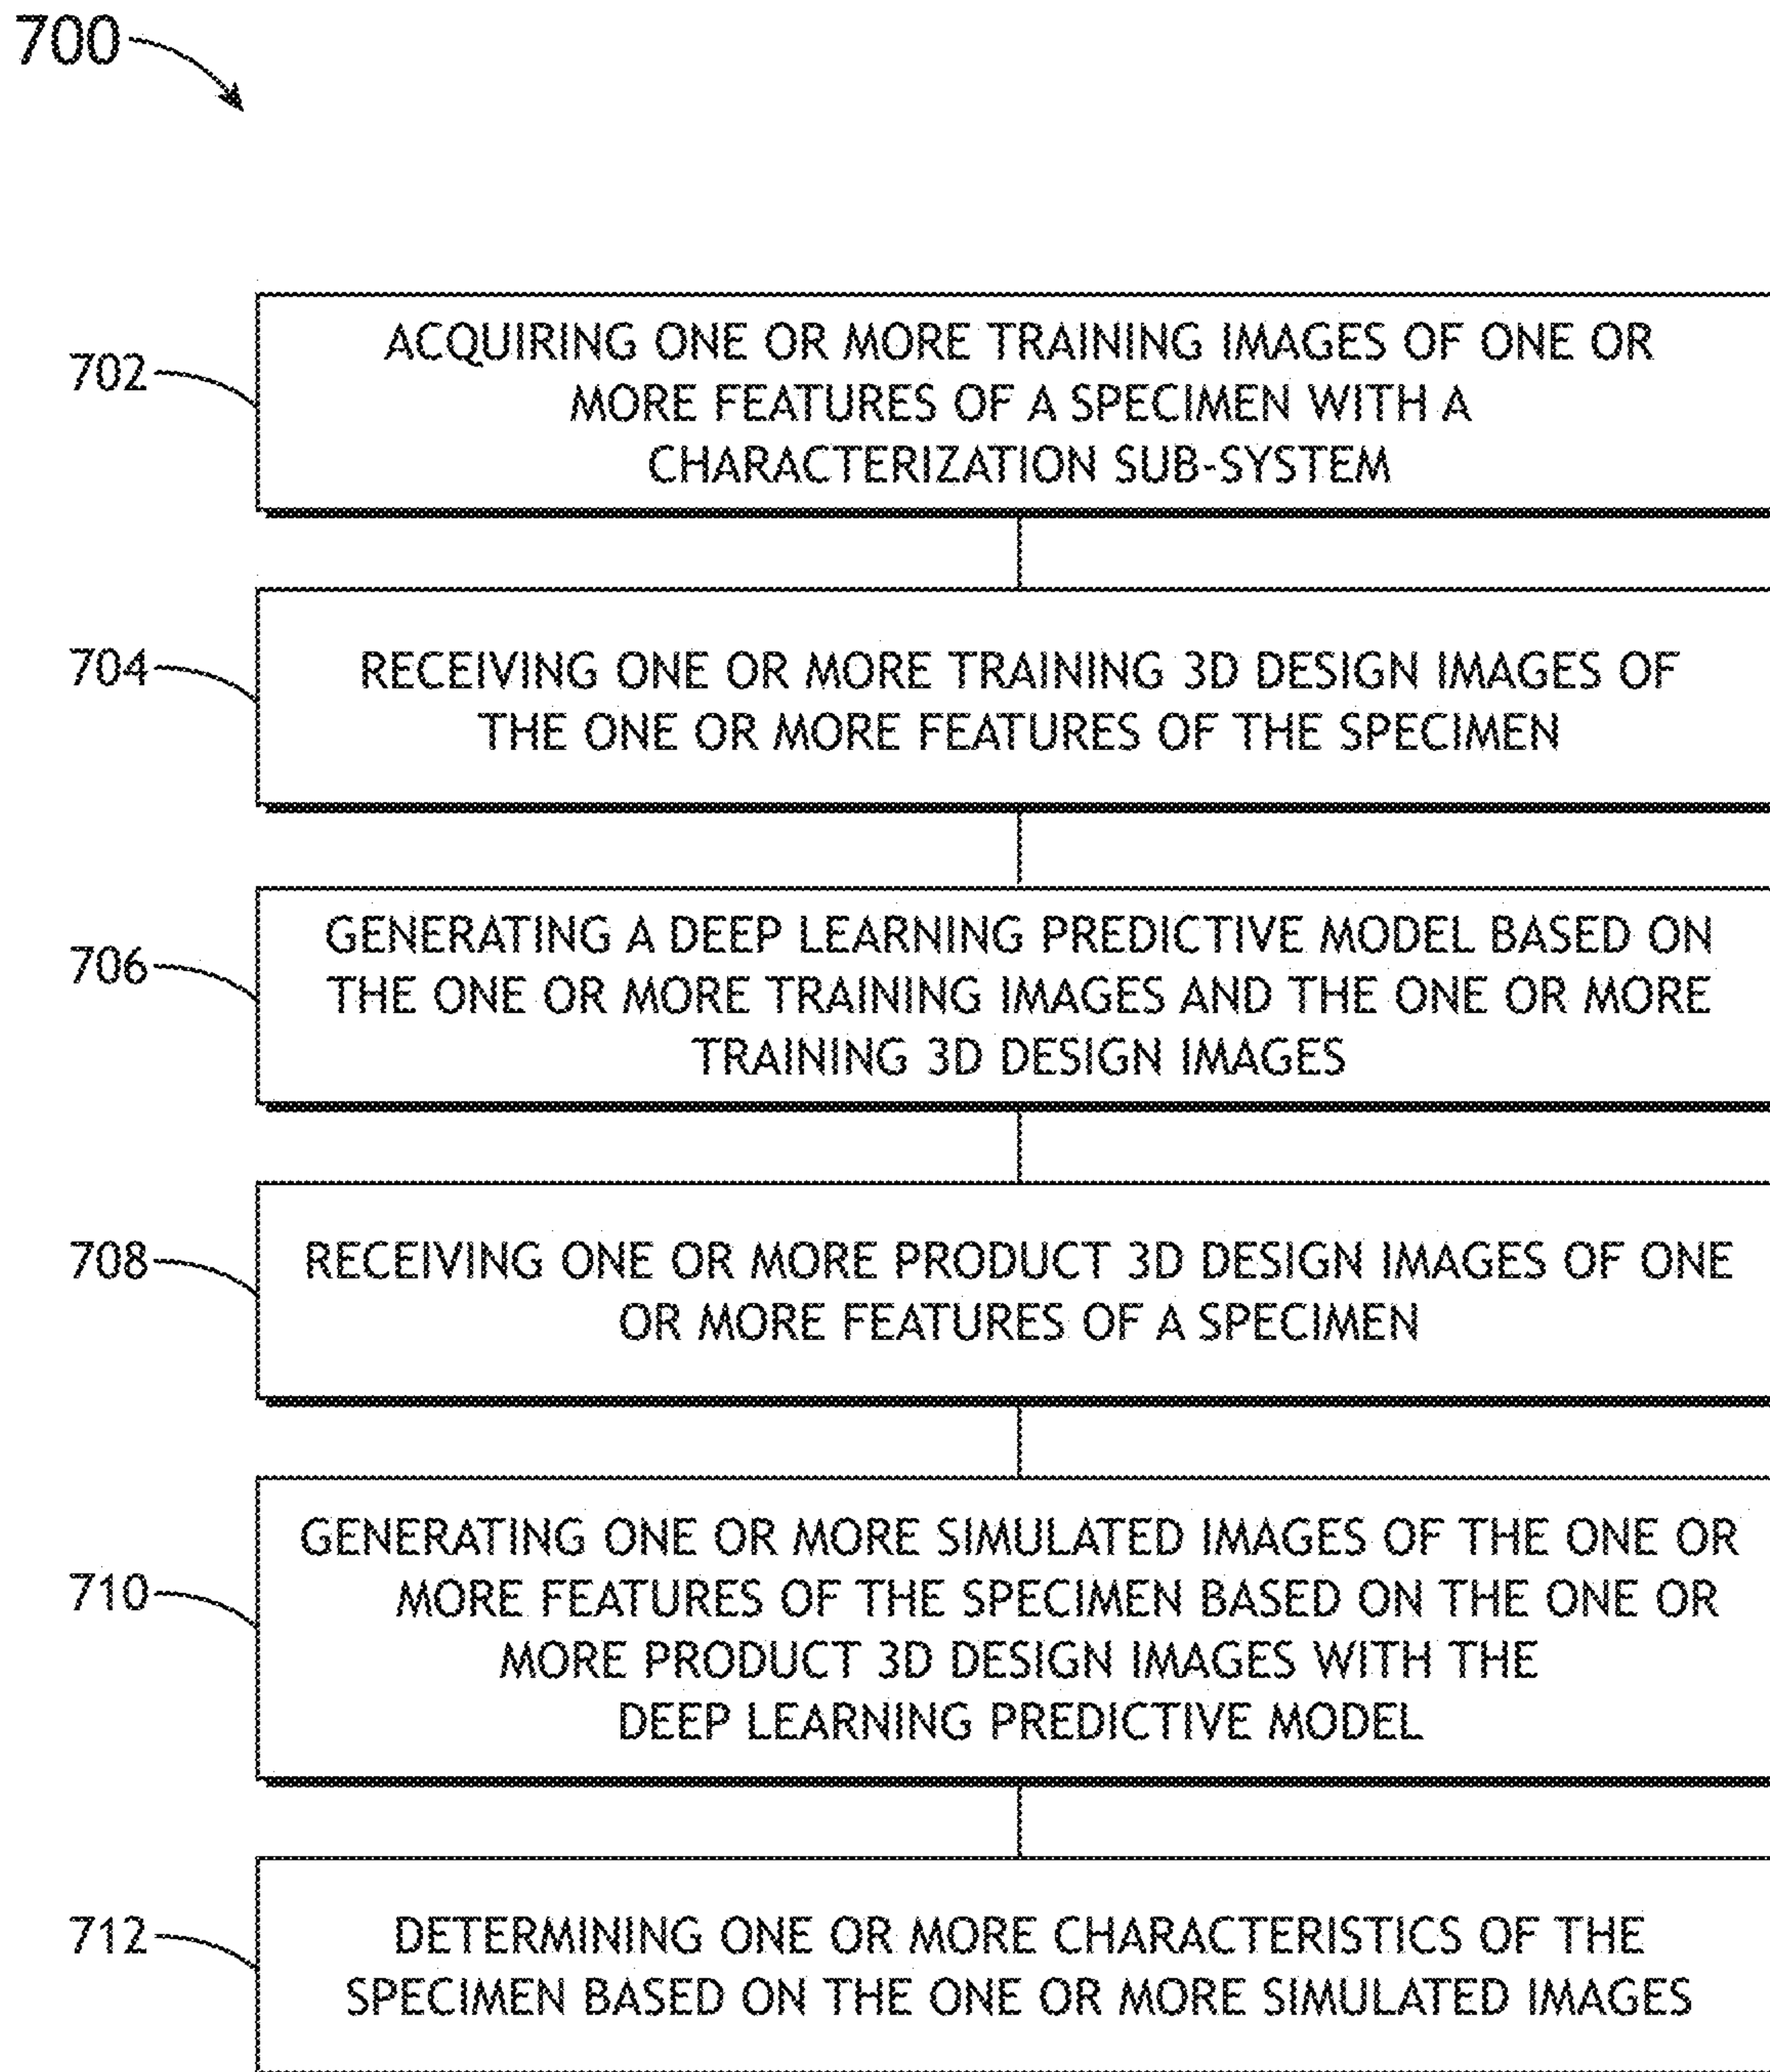 700
702
ACQUIRING ONE OR MORE TRAINING IMAGES OF ONE OR
MORE FEATURES OF A SPECIMEN WITH A
CHARACTERIZATION SUB-SYSTEM
704
RECEIVING ONE OR MORE TRAINING 3D DESIGN IMAGES OF
THE ONE OR MORE FEATURES OF THE SPECIMEN
706
GENERATING A DEEP LEARNING PREDICTIVE MODEL BASED ON
THE ONE OR MORE TRAINING IMAGES AND THE ONE OR MORE
TRAINING 3D DESIGN IMAGES
708
RECEIVING ONE OR MORE PRODUCT 3D DESIGN IMAGES OF ONE
OR MORE FEATURES OF A SPECIMEN
710
GENERATING ONE OR MORE SIMULATED IMAGES OF THE ONE OR
MORE FEATURES OF THE SPECIMEN BASED ON THE ONE OR
MORE PRODUCT 3D DESIGN IMAGES WITH THE
DEEP LEARNING PREDICTIVE MODEL
712
DETERMINING ONE OR MORE CHARACTERISTICS OF THE
SPECIMEN BASED ON THE ONE OR MORE SIMULATED IMAGES